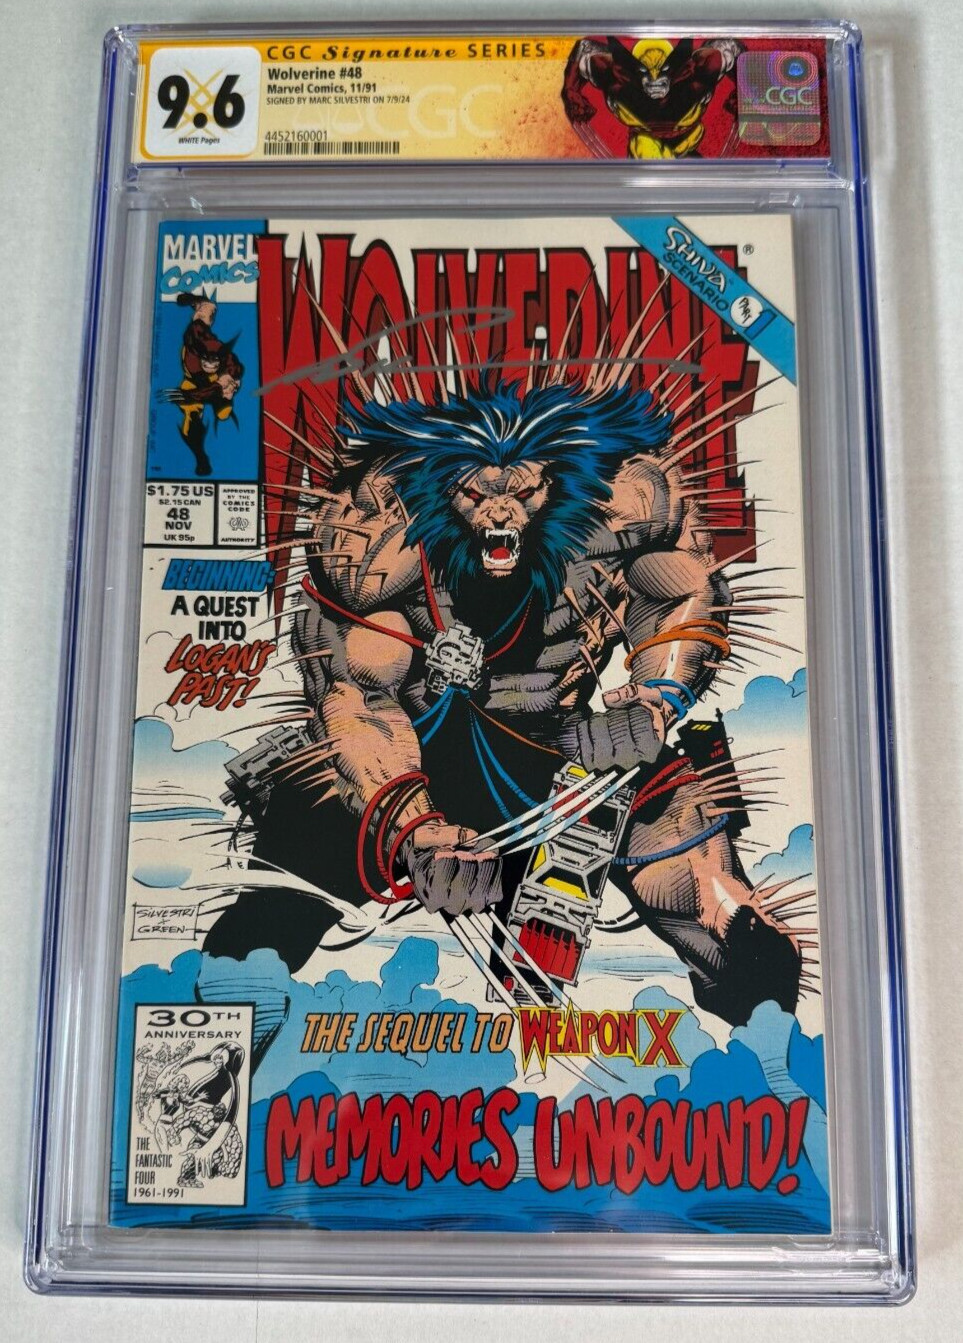 CGC Signature SERIES
9.6
WHITE Pages
Wolverine #48
Marvel Comics, 11/91
SIGNED BY MARC SILVESTRI ON 7/9/24
4452160001
CGC
CGC
MARVEL
COMICS
WOLVERINE
®
SHIVA
SCENARIO
PART 1
$1.75 US
$2.15 CAN
48
NOV
UK 95p
APPROVED
BY THE
COMICS
CODE
AUTHORITY
BEGINNING:
A QUEST
INTO
LOGAN'S
PAST!
SILVESTRI
+
GREEN
30TH
ANNIVERSARY
THE
FANTASTIC
FOUR
1961-1991
THE SEQUEL TO WEAPON X
MEMORIES UNBOUND!